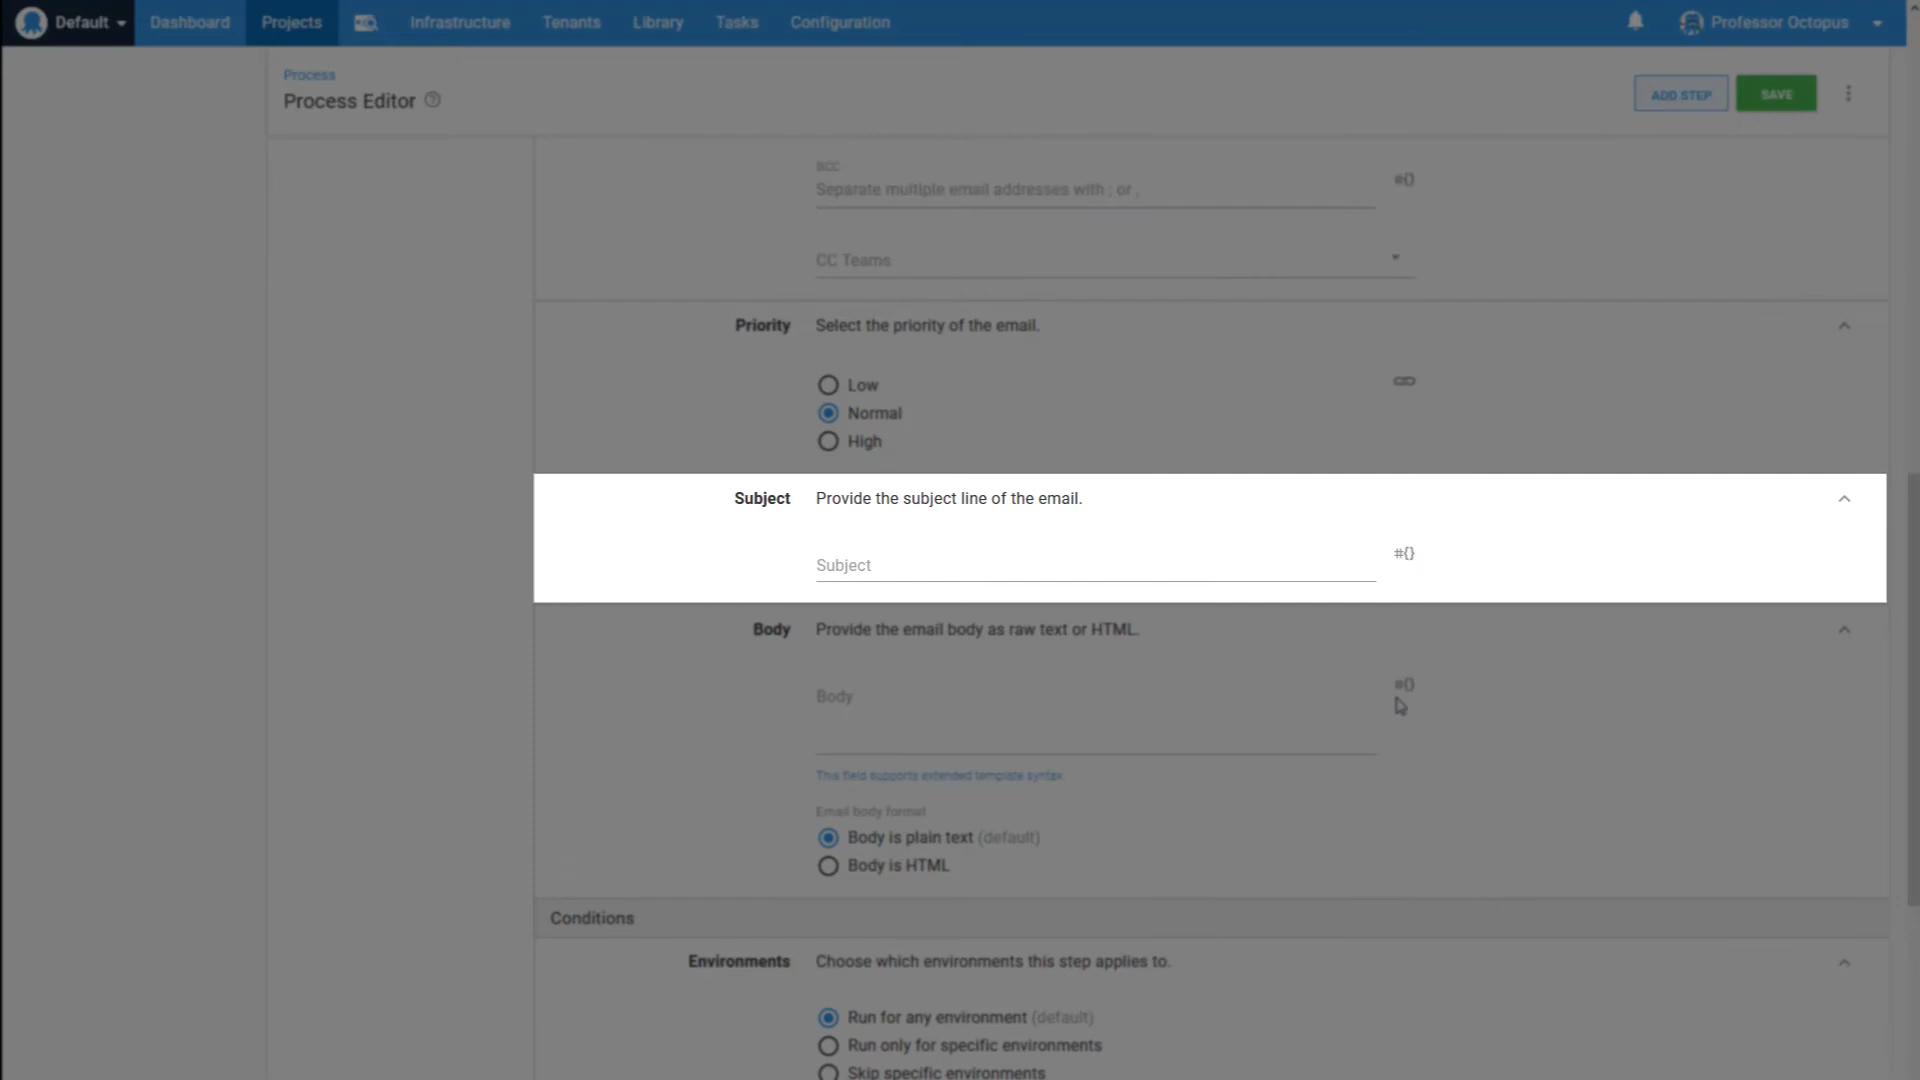 Default Dashboard Projects Infrastructure Tenants Library Tasks Configuration Professor Octopus
Process
Process Editor
ADD STEP SAVE
BCC
Separate multiple email addresses with ; or ,
#{}
CC Teams
Priority Select the priority of the email.
Low
Normal
High
Subject Provide the subject line of the email.
Subject
#{}
Body Provide the email body as raw text or HTML.
Body
#{}
This field supports extended template syntax
Email body format
Body is plain text (default)
Body is HTML
Conditions
Environments Choose which environments this step applies to.
Run for any environment (default)
Run only for specific environments
Skip specific environments